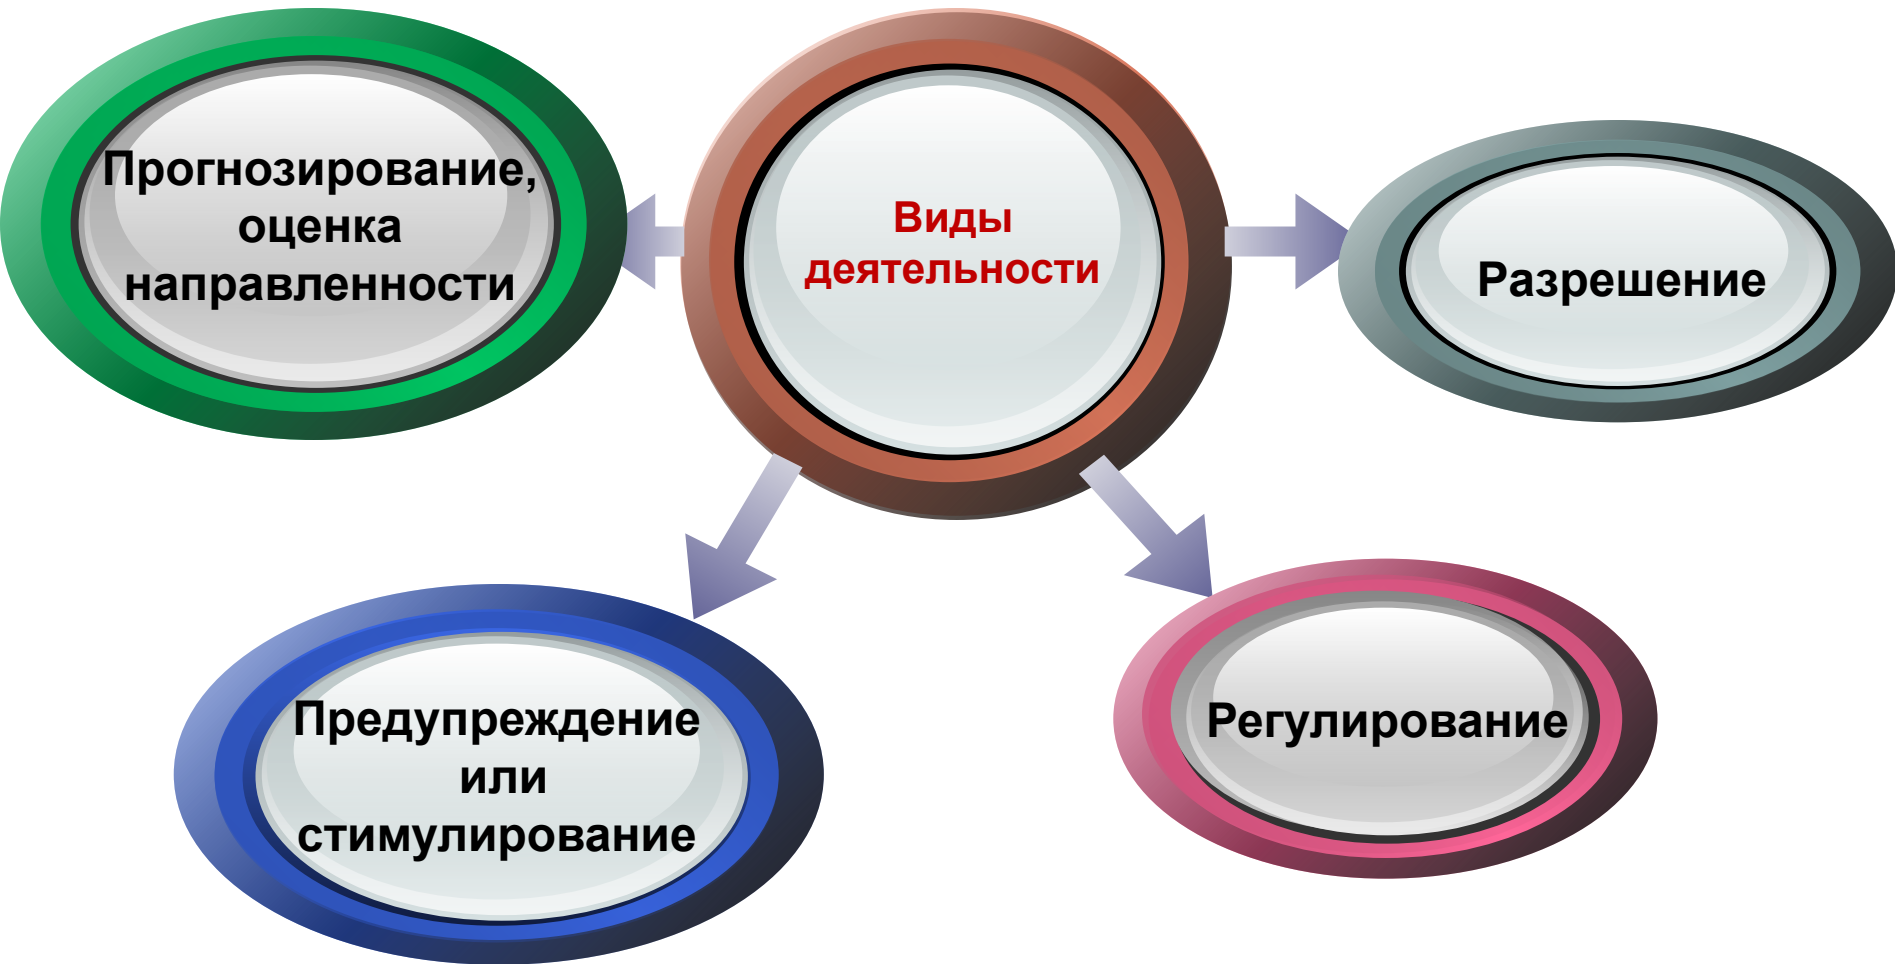 Прогнозирование,
оценка
направленности
Виды
деятельности
Разрешение
Предупреждение
или
стимулирование
Регулирование